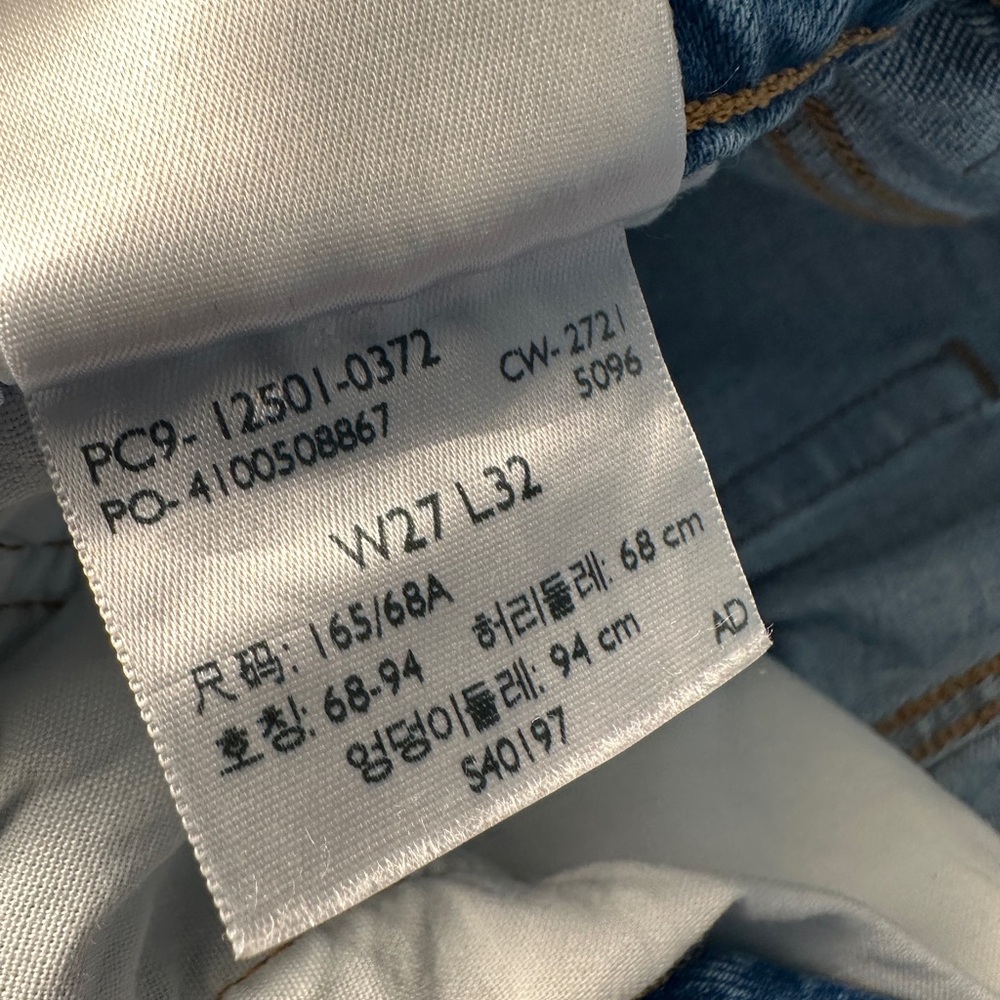 PC9-12501-0372 CW-2721
PO-4100508867 5096
W27 L32
尺码: 165/68A 허리둘레: 68 cm
호칭: 68-94 엉덩이둘레: 94 cm AD
540197